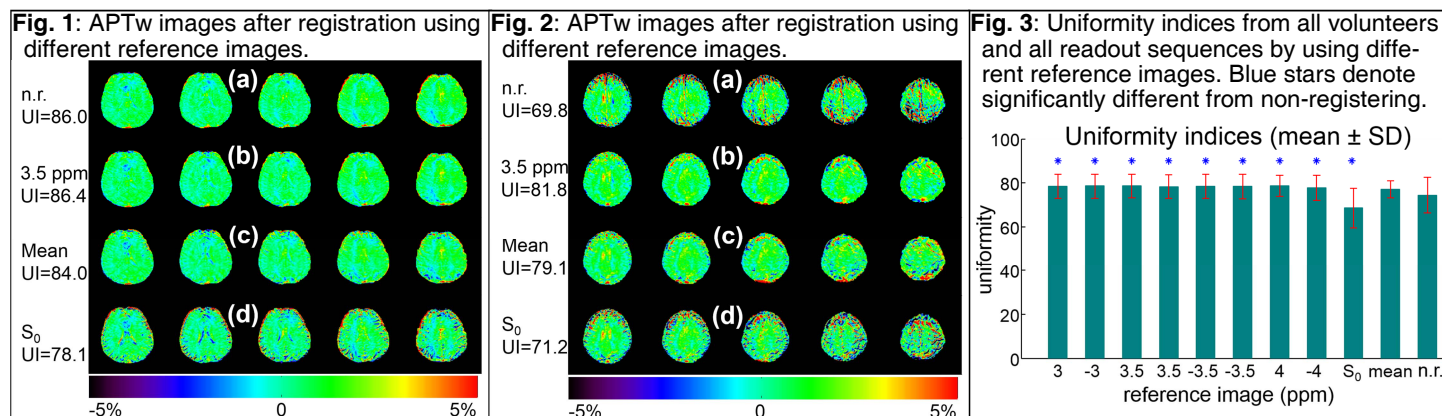 Fig. 1: APTw images after registration using
different reference images.
n.r.
UI=86.0
(a)
3.5 ppm
UI=86.4
(b)
Mean
UI=84.0
(c)
S₀
UI=78.1
(d)
-5%
0
5%
Fig. 2: APTw images after registration using
different reference images.
n.r.
UI=69.8
(a)
3.5 ppm
UI=81.8
(b)
Mean
UI=79.1
(c)
S₀
UI=71.2
(d)
-5%
0
5%
Fig. 3: Uniformity indices from all volunteers
and all readout sequences by using diffe-
rent reference images. Blue stars denote
significantly different from non-registering.
Uniformity indices (mean ± SD)
100
80
60
40
20
0
uniformity
* * * * * * * * *
3 -3 3.5 3.5 -3.5 -3.5 4 -4 S₀ mean n.r.
reference image (ppm)